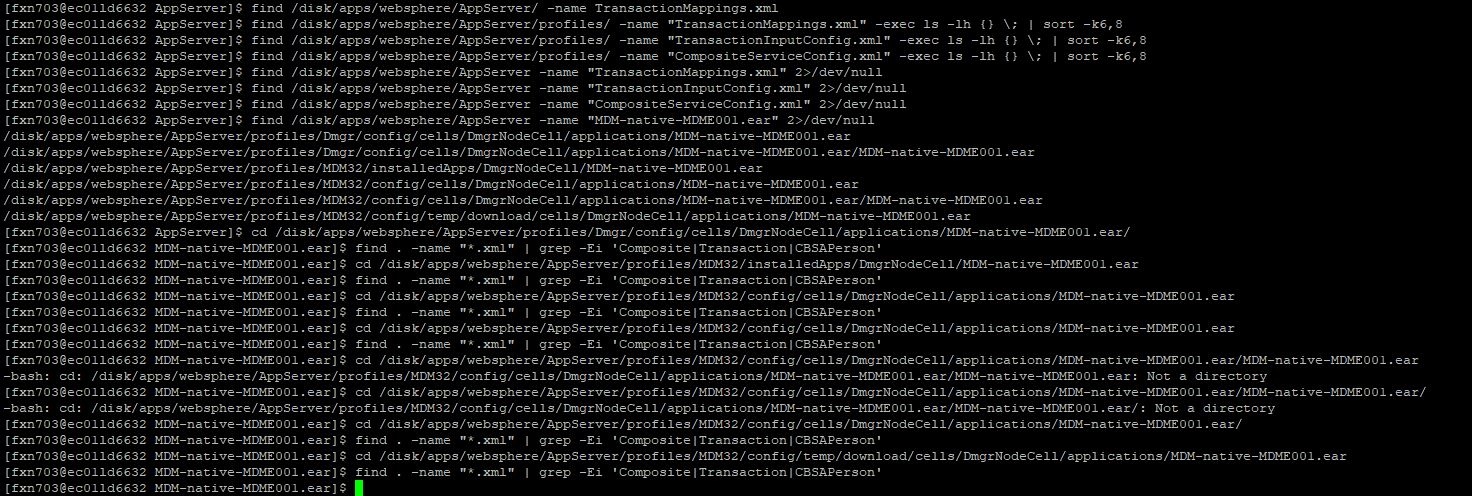 [fxn703@ec01ld6632 AppServer]$ find /disk/apps/websphere/AppServer/ -name TransactionMappings.xml
[fxn703@ec01ld6632 AppServer]$ find /disk/apps/websphere/AppServer/profiles/ -name "TransactionMappings.xml" -exec ls -lh {} \; | sort -k6,8
[fxn703@ec01ld6632 AppServer]$ find /disk/apps/websphere/AppServer/profiles/ -name "TransactionInputConfig.xml" -exec ls -lh {} \; | sort -k6,8
[fxn703@ec01ld6632 AppServer]$ find /disk/apps/websphere/AppServer/profiles/ -name "CompositeServiceConfig.xml" -exec ls -lh {} \; | sort -k6,8
[fxn703@ec01ld6632 AppServer]$ find /disk/apps/websphere/AppServer -name "TransactionMappings.xml" 2>/dev/null
[fxn703@ec01ld6632 AppServer]$ find /disk/apps/websphere/AppServer -name "TransactionInputConfig.xml" 2>/dev/null
[fxn703@ec01ld6632 AppServer]$ find /disk/apps/websphere/AppServer -name "CompositeServiceConfig.xml" 2>/dev/null
[fxn703@ec01ld6632 AppServer]$ find /disk/apps/websphere/AppServer -name "MDM-native-MDME001.ear" 2>/dev/null
/disk/apps/websphere/AppServer/profiles/Dmgr/config/cells/DmgrNodeCell/applications/MDM-native-MDME001.ear
/disk/apps/websphere/AppServer/profiles/Dmgr/config/cells/DmgrNodeCell/applications/MDM-native-MDME001.ear/MDM-native-MDME001.ear
/disk/apps/websphere/AppServer/profiles/MDM32/installedApps/DmgrNodeCell/MDM-native-MDME001.ear
/disk/apps/websphere/AppServer/profiles/MDM32/config/cells/DmgrNodeCell/applications/MDM-native-MDME001.ear
/disk/apps/websphere/AppServer/profiles/MDM32/config/cells/DmgrNodeCell/applications/MDM-native-MDME001.ear/MDM-native-MDME001.ear
/disk/apps/websphere/AppServer/profiles/MDM32/config/temp/download/cells/DmgrNodeCell/applications/MDM-native-MDME001.ear
[fxn703@ec01ld6632 AppServer]$ cd /disk/apps/websphere/AppServer/profiles/Dmgr/config/cells/DmgrNodeCell/applications/MDM-native-MDME001.ear/
[fxn703@ec01ld6632 MDM-native-MDME001.ear]$ find . -name "*.xml" | grep -Ei 'Composite|Transaction|CBSAPerson'
[fxn703@ec01ld6632 MDM-native-MDME001.ear]$ cd /disk/apps/websphere/AppServer/profiles/MDM32/installedApps/DmgrNodeCell/MDM-native-MDME001.ear
[fxn703@ec01ld6632 MDM-native-MDME001.ear]$ find . -name "*.xml" | grep -Ei 'Composite|Transaction|CBSAPerson'
[fxn703@ec01ld6632 MDM-native-MDME001.ear]$ cd /disk/apps/websphere/AppServer/profiles/MDM32/config/cells/DmgrNodeCell/applications/MDM-native-MDME001.ear
[fxn703@ec01ld6632 MDM-native-MDME001.ear]$ find . -name "*.xml" | grep -Ei 'Composite|Transaction|CBSAPerson'
[fxn703@ec01ld6632 MDM-native-MDME001.ear]$ cd /disk/apps/websphere/AppServer/profiles/MDM32/config/cells/DmgrNodeCell/applications/MDM-native-MDME001.ear
[fxn703@ec01ld6632 MDM-native-MDME001.ear]$ find . -name "*.xml" | grep -Ei 'Composite|Transaction|CBSAPerson'
[fxn703@ec01ld6632 MDM-native-MDME001.ear]$ cd /disk/apps/websphere/AppServer/profiles/MDM32/config/cells/DmgrNodeCell/applications/MDM-native-MDME001.ear/MDM-native-MDME001.ear
-bash: cd: /disk/apps/websphere/AppServer/profiles/MDM32/config/cells/DmgrNodeCell/applications/MDM-native-MDME001.ear/MDM-native-MDME001.ear: Not a directory
[fxn703@ec01ld6632 MDM-native-MDME001.ear]$ cd /disk/apps/websphere/AppServer/profiles/MDM32/config/cells/DmgrNodeCell/applications/MDM-native-MDME001.ear/MDM-native-MDME001.ear/
-bash: cd: /disk/apps/websphere/AppServer/profiles/MDM32/config/cells/DmgrNodeCell/applications/MDM-native-MDME001.ear/MDM-native-MDME001.ear/: Not a directory
[fxn703@ec01ld6632 MDM-native-MDME001.ear]$ cd /disk/apps/websphere/AppServer/profiles/MDM32/config/cells/DmgrNodeCell/applications/MDM-native-MDME001.ear/
[fxn703@ec01ld6632 MDM-native-MDME001.ear]$ find . -name "*.xml" | grep -Ei 'Composite|Transaction|CBSAPerson'
[fxn703@ec01ld6632 MDM-native-MDME001.ear]$ cd /disk/apps/websphere/AppServer/profiles/MDM32/config/temp/download/cells/DmgrNodeCell/applications/MDM-native-MDME001.ear
[fxn703@ec01ld6632 MDM-native-MDME001.ear]$ find . -name "*.xml" | grep -Ei 'Composite|Transaction|CBSAPerson'
[fxn703@ec01ld6632 MDM-native-MDME001.ear]$